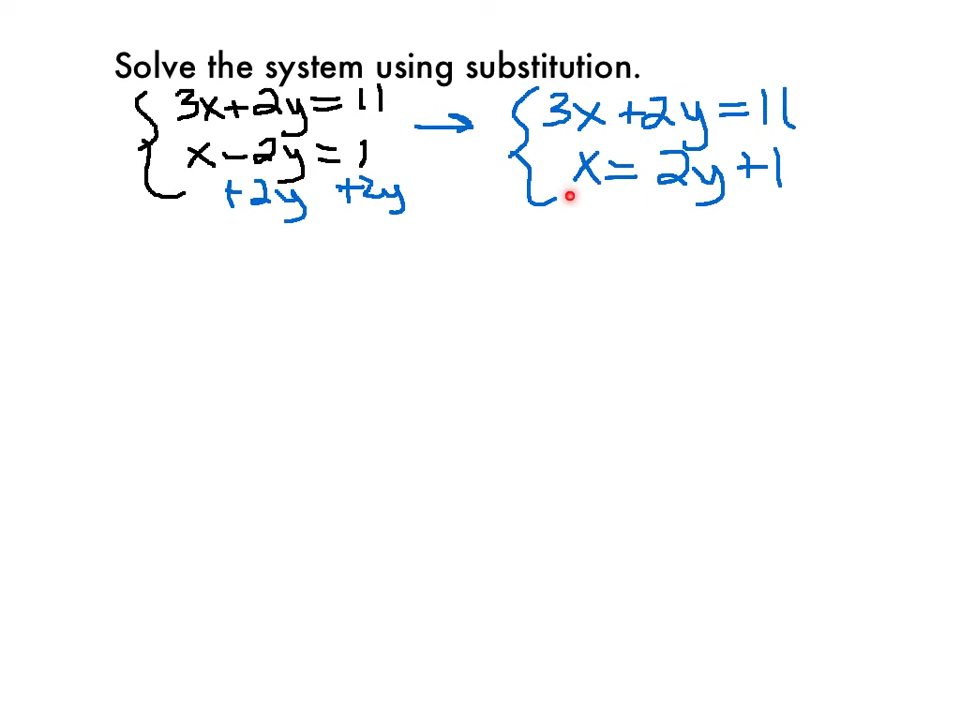 Solve the system using substitution.
3x+2y=11 → 3x+2y=11
x-2y=1 x=2y+1
+2y +2y